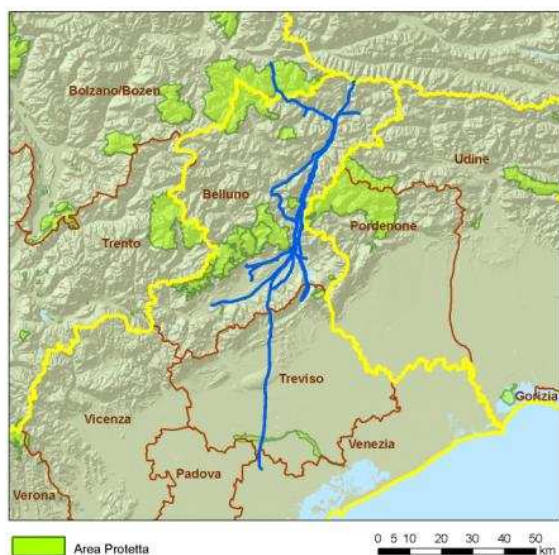 Bolzano/Bozen
Udine
Belluno
Trento
Pordenone
Treviso
Gorizia
Vicenza
Venezia
Padova
Verona
Area Protetta
0 5 10 20 30 40 50
km